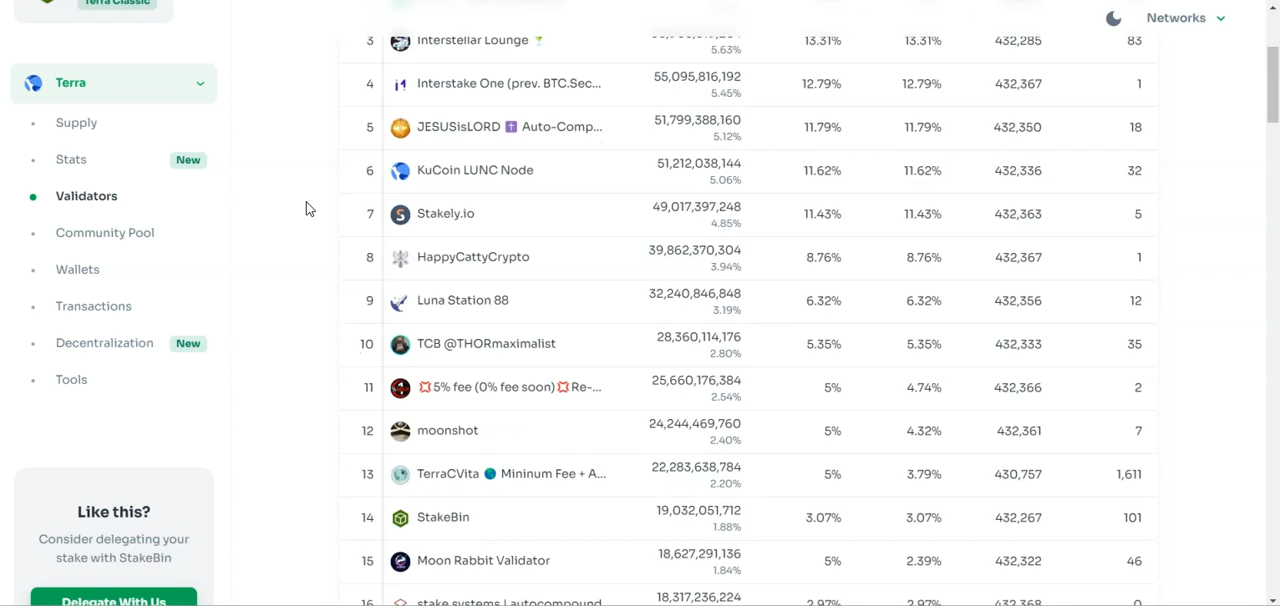 Terra Classic
Networks
Terra
Supply
Stats New
Validators
Community Pool
Wallets
Transactions
Decentralization New
Tools
Like this?
Consider delegating your
stake with StakeBin
Delegate With Us
3 Interstellar Lounge 🍸 13.31% 13.31% 432,285 83
5.63%
4 Interstake One (prev. BTC.Sec... 55,095,816,192 12.79% 12.79% 432,367 1
5.45%
5 JESUSisLORD ✝️ Auto-Comp... 51,799,388,160 11.79% 11.79% 432,350 18
5.12%
6 KuCoin LUNC Node 51,212,038,144 11.62% 11.62% 432,336 32
5.06%
7 Stakely.io 49,017,397,248 11.43% 11.43% 432,363 5
4.85%
8 HappyCattyCrypto 39,862,370,304 8.76% 8.76% 432,367 1
3.94%
9 Luna Station 88 32,240,846,848 6.32% 6.32% 432,356 12
3.19%
10 TCB @THORmaximalist 28,360,114,176 5.35% 5.35% 432,333 35
2.80%
11 💢5% fee (0% fee soon)💢Re-... 25,660,176,384 5% 4.74% 432,366 2
2.54%
12 moonshot 24,244,469,760 5% 4.32% 432,361 7
2.40%
13 TerraCVita 🌎 Mininum Fee + A... 22,283,638,784 5% 3.79% 430,757 1,611
2.20%
14 StakeBin 19,032,051,712 3.07% 3.07% 432,267 101
1.88%
15 Moon Rabbit Validator 18,627,291,136 5% 2.39% 432,322 46
1.84%
16 stake systems | autocompound 18,317,236,224 2.97% 2.97% 432,368 0